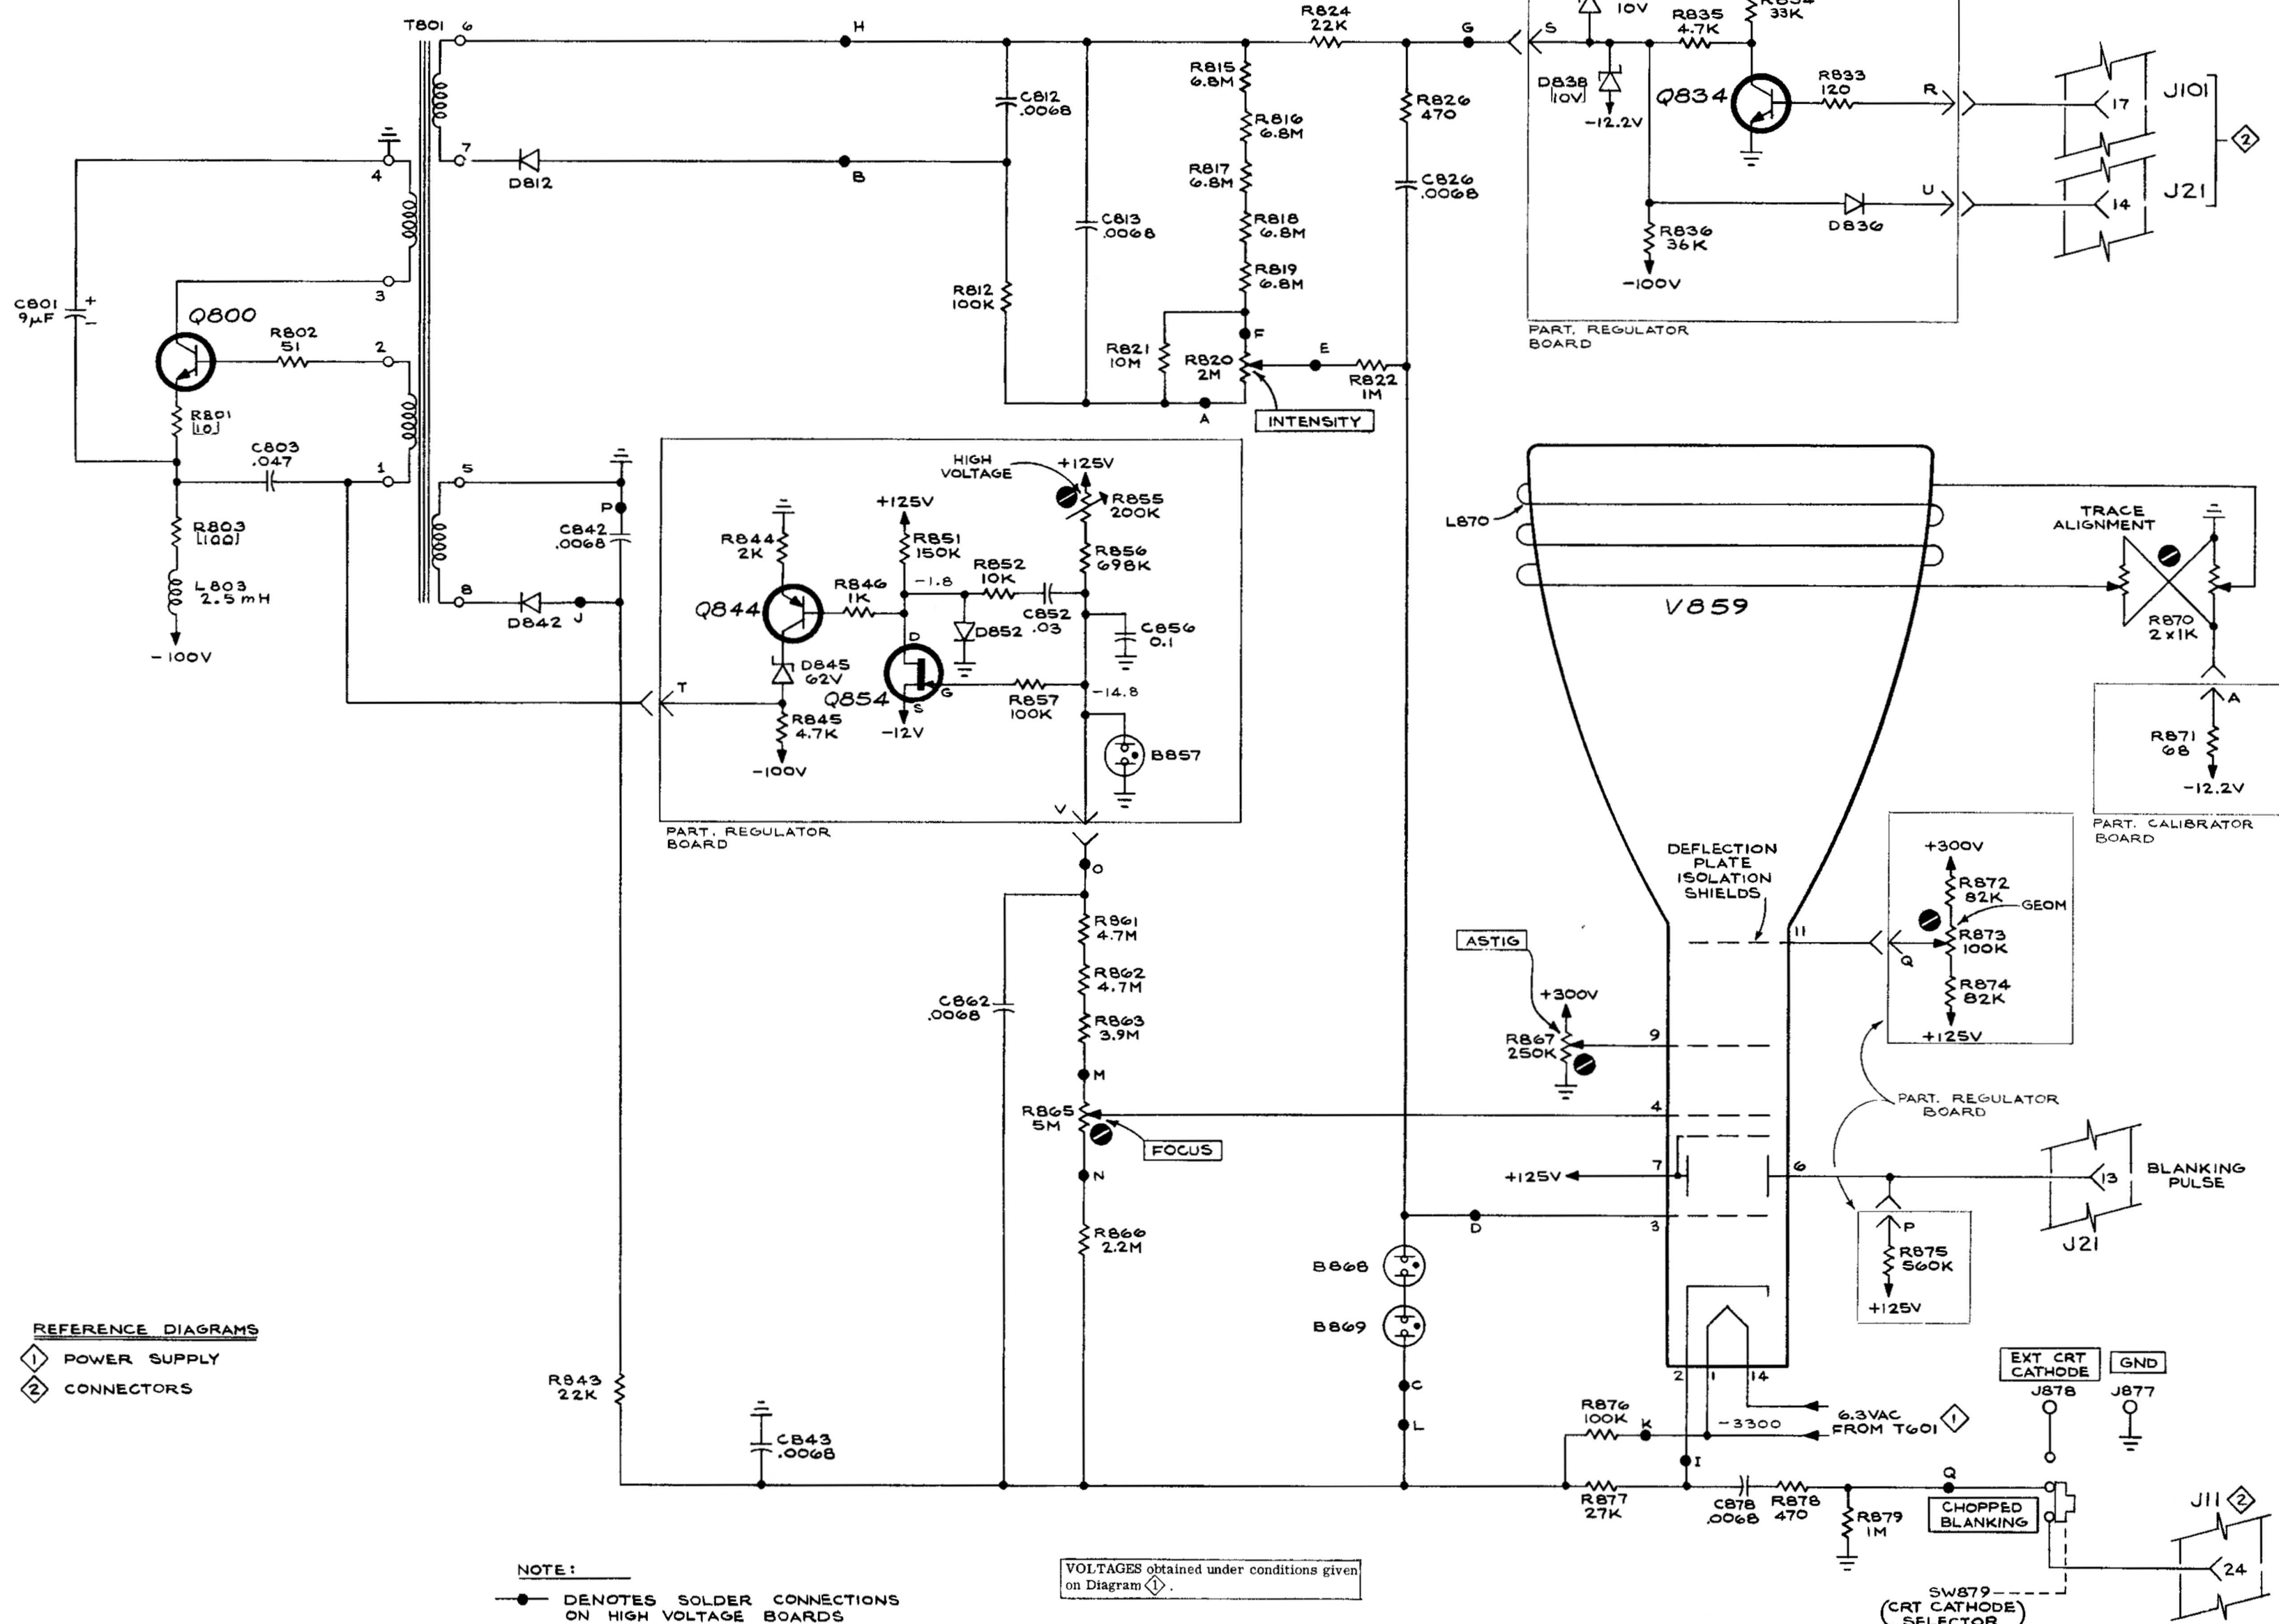 T801
6
H
R824
22K
G
S
10V
R835
4.7K
33K
R815
6.8M
D838
10V
-12.2V
Q834
R833
120
R
17
J101
2
C812
.0068
R816
6.8M
R826
470
4
7
D812
B
R817
6.8M
C826
.0068
U
14
J21
C813
.0068
R818
6.8M
R836
36K
D836
-100V
3
R819
6.8M
C801
9μF
+
-
Q800
R802
51
2
R812
100K
F
R821
10M
R820
2M
E
R822
1M
A
INTENSITY
PART. REGULATOR
BOARD
R801
10
C803
.047
1
5
P
HIGH
VOLTAGE
+125V
R855
200K
+125V
R803
100
C842
.0068
R844
2K
R851
150K
R856
698K
L803
2.5mH
8
D842
J
Q844
R846
1K
-1.8
R852
10K
C852
.03
D852
C856
0.1
-100V
D
D845
62V
Q854
G
S
R857
100K
-14.8
T
R845
4.7K
-12V
-100V
B857
V
PART. REGULATOR
BOARD
O
L870
V859
TRACE
ALIGNMENT
R870
2x1K
A
R871
68
-12.2V
PART. CALIBRATOR
BOARD
DEFLECTION
PLATE
ISOLATION
SHIELDS
+300V
R872
82K
GEOM
R873
100K
Q
R874
82K
+125V
11
R861
4.7M
ASTIG
R862
4.7M
C862
.0068
+300V
R863
3.9M
R867
250K
9
M
PART. REGULATOR
BOARD
R865
5M
4
FOCUS
N
+125V
7
6
13
BLANKING
PULSE
D
3
P
R875
560K
+125V
J21
R866
2.2M
B868
B869
REFERENCE DIAGRAMS
1 POWER SUPPLY
2 CONNECTORS
R843
22K
C843
.0068
C
L
2
1
14
EXT CRT
CATHODE
GND
J878
J877
R876
100K
K
-3300
6.3VAC
FROM T601 1
I
R877
27K
C878
.0068
R878
470
R879
1M
Q
CHOPPED
BLANKING
J11 2
24
SW879
(CRT CATHODE)
SELECTOR
NOTE:
DENOTES SOLDER CONNECTIONS
ON HIGH VOLTAGE BOARDS
VOLTAGES obtained under conditions given
on Diagram 1 .